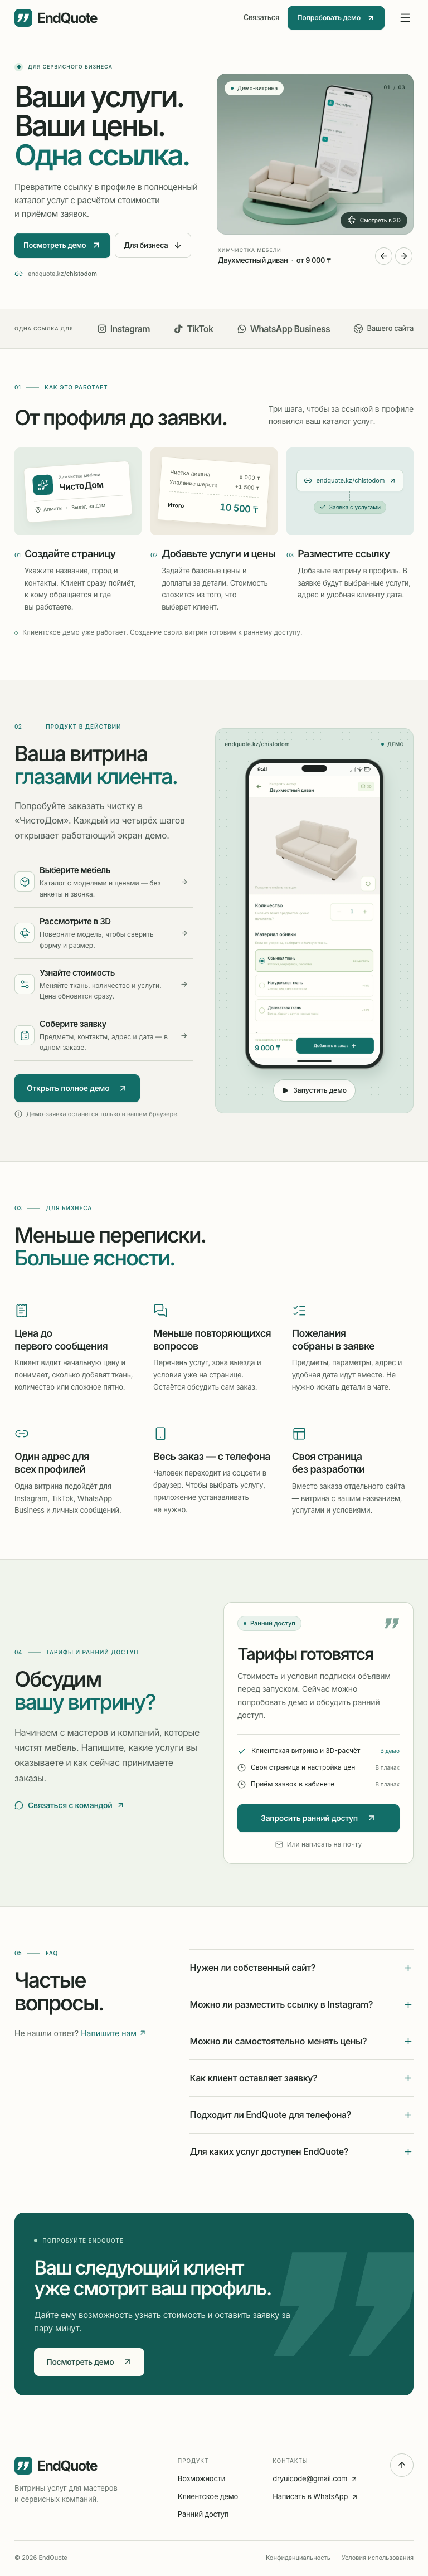 EndQuote
Связаться
Попробовать демо
ДЛЯ СЕРВИСНОГО БИЗНЕСА
Ваши услуги.
Ваши цены.
Одна ссылка.
Превратите ссылку в профиле в полноценный
каталог услуг с расчётом стоимости
и приёмом заявок.
Посмотреть демо
Для бизнеса
endquote.kz/chistodom
Демо-витрина
01 / 03
Смотреть в 3D
ХИМЧИСТКА МЕБЕЛИ
Двухместный диван · от 9 000 ₸
ОДНА ССЫЛКА ДЛЯ
Instagram
TikTok
WhatsApp Business
Вашего сайта
01 КАК ЭТО РАБОТАЕТ
От профиля до заявки.
Три шага, чтобы за ссылкой в профиле
появился ваш каталог услуг.
Химчистка мебели
ЧистоДом
Алматы · Выезд на дом
Чистка дивана 9 000 ₸
Удаление шерсти +1 500 ₸
Итого 10 500 ₸
endquote.kz/chistodom
Заявка с услугами
01 Создайте страницу
Укажите название, город и
контакты. Клиент сразу поймёт,
к кому обращается и где
вы работаете.
02 Добавьте услуги и цены
Задайте базовые цены и
доплаты за детали. Стоимость
сложится из того, что
выберет клиент.
03 Разместите ссылку
Добавьте витрину в профиль. В
заявке будут выбранные услуги,
адрес и удобная клиенту дата.
Клиентское демо уже работает. Создание своих витрин готовим к раннему доступу.
02 ПРОДУКТ В ДЕЙСТВИИ
Ваша витрина
глазами клиента.
Попробуйте заказать чистку в
«ЧистоДом». Каждый из четырёх шагов
открывает работающий экран демо.
Выберите мебель
Каталог с моделями и ценами — без
анкеты и звонка.
Рассмотрите в 3D
Поверните модель, чтобы сверить
форму и размер.
Узнайте стоимость
Меняйте ткань, количество и услуги.
Цена обновится сразу.
Соберите заявку
Предметы, контакты, адрес и дата — в
одном заказе.
Открыть полное демо
Демо-заявка останется только в вашем браузере.
endquote.kz/chistodom
ДЕМО
9:41
Двухместный диван
Количество
1
Материал обивки
Обычная ткань
Натуральная ткань
Деликатная ткань
9 000 ₸
Добавить в заказ
Запустить демо
03 ДЛЯ БИЗНЕСА
Меньше переписки.
Больше ясности.
Цена до
первого сообщения
Клиент видит начальную цену и
понимает, сколько добавят ткань,
количество или сложное пятно.
Меньше повторяющихся
вопросов
Перечень услуг, зона выезда и
условия уже на странице.
Остаётся обсудить сам заказ.
Пожелания
собраны в заявке
Предметы, параметры, адрес и
удобная дата идут вместе. Не
нужно искать детали в чате.
Один адрес для
всех профилей
Одна витрина подойдёт для
Instagram, TikTok, WhatsApp
Business и личных сообщений.
Весь заказ — с телефона
Человек переходит из соцсети в
браузер. Чтобы выбрать услугу,
приложение устанавливать
не нужно.
Своя страница
без разработки
Вместо заказа отдельного сайта
— витрина с вашим названием,
услугами и условиями.
04 ТАРИФЫ И РАННИЙ ДОСТУП
Обсудим
вашу витрину?
Начинаем с мастеров и компаний, которые
чистят мебель. Напишите, какие услуги вы
оказываете и как сейчас принимаете
заказы.
Связаться с командой
Ранний доступ
Тарифы готовятся
Стоимость и условия подписки объявим
перед запуском. Сейчас можно
попробовать демо и обсудить ранний
доступ.
Клиентская витрина и 3D-расчёт В демо
Своя страница и настройка цен В планах
Приём заявок в кабинете В планах
Запросить ранний доступ
Или написать на почту
05 FAQ
Частые
вопросы.
Не нашли ответ? Напишите нам
Нужен ли собственный сайт?
Можно ли разместить ссылку в Instagram?
Можно ли самостоятельно менять цены?
Как клиент оставляет заявку?
Подходит ли EndQuote для телефона?
Для каких услуг доступен EndQuote?
ПОПРОБУЙТЕ ENDQUOTE
Ваш следующий клиент
уже смотрит ваш профиль.
Дайте ему возможность узнать стоимость и оставить заявку за
пару минут.
Посмотреть демо
EndQuote
Витрины услуг для мастеров
и сервисных компаний.
ПРОДУКТ
Возможности
Клиентское демо
Ранний доступ
КОНТАКТЫ
dryuicode@gmail.com
Написать в WhatsApp
© 2026 EndQuote
Конфиденциальность
Условия использования